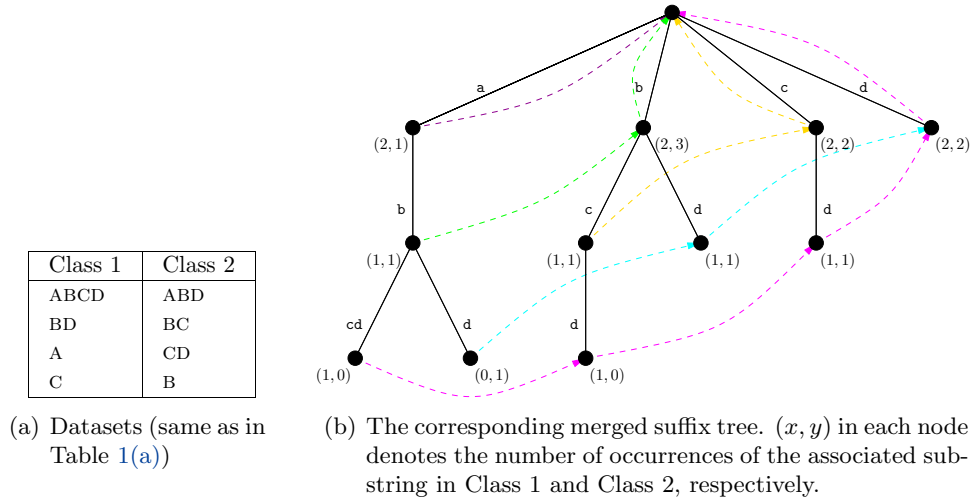 a
b
c
d
(2, 1)
(2, 3)
(2, 2)
(2, 2)
b
c
d
d
(1, 1)
(1, 1)
(1, 1)
(1, 1)
cd
d
d
(1, 0)
(0, 1)
(1, 0)
Class 1 Class 2
ABCD ABD
BD BC
A CD
C B
(a) Datasets (same as in
Table 1(a))
(b) The corresponding merged suffix tree. (x, y) in each node
denotes the number of occurrences of the associated sub-
string in Class 1 and Class 2, respectively.